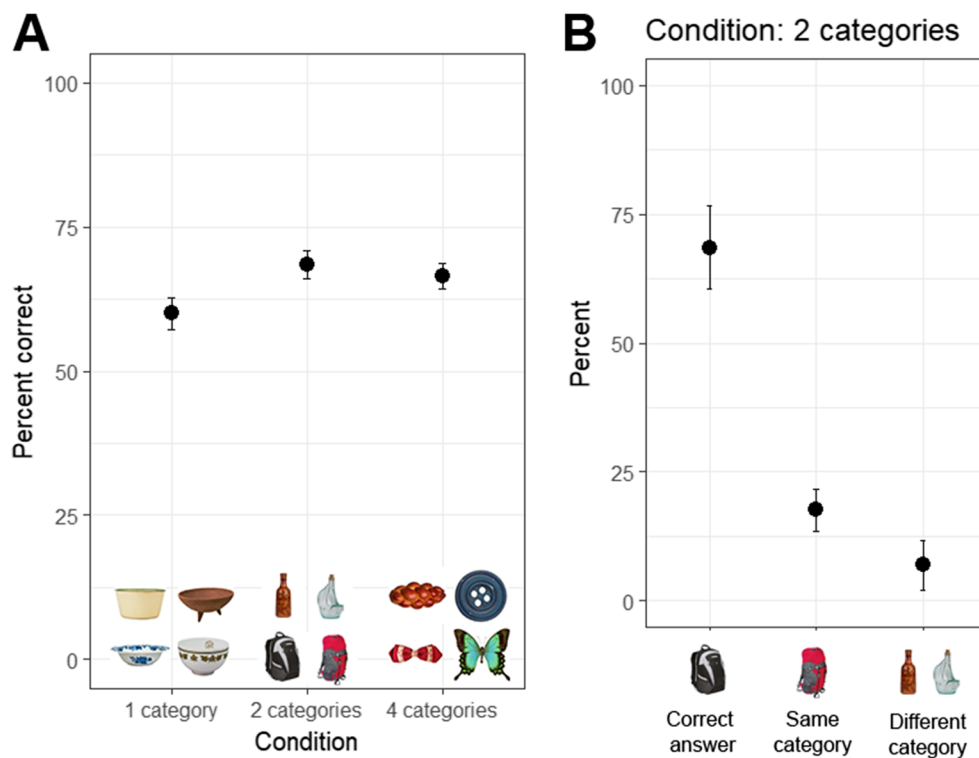 A
100
75
50
25
0
Percent correct
1 category
2 categories
4 categories
Condition
B
Condition: 2 categories
100
75
50
25
0
Percent
Correct
answer
Same
category
Different
category